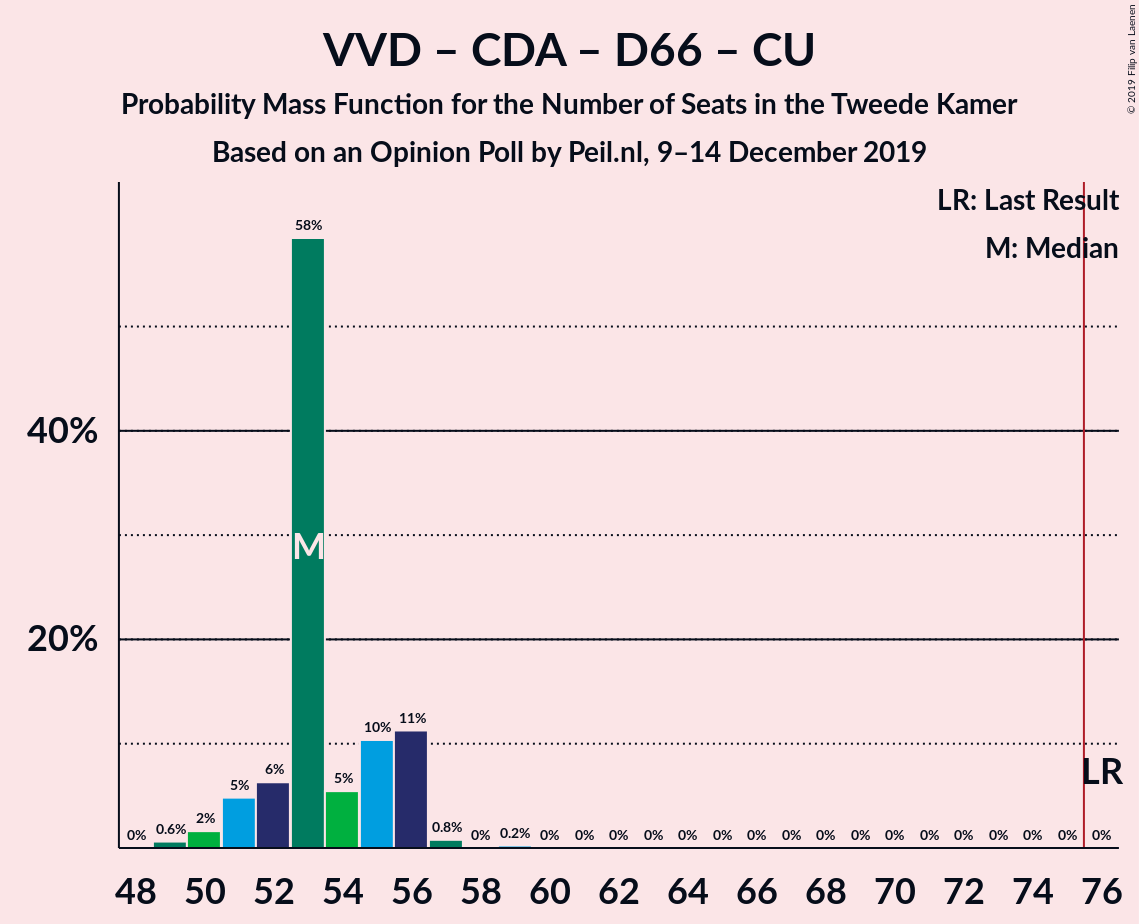 VVD – CDA – D66 – CU
Probability Mass Function for the Number of Seats in the Tweede Kamer
Based on an Opinion Poll by Peil.nl, 9–14 December 2019
© 2019 Filip van Laenen
LR: Last Result
M: Median
40%
20%
0% 0.6% 2% 5% 6% 58% 5% 10% 11% 0.8% 0% 0.2% 0% 0% 0% 0% 0% 0% 0% 0% 0% 0% 0% 0% 0% 0% 0% 0% 0%
M
LR
48 50 52 54 56 58 60 62 64 66 68 70 72 74 76